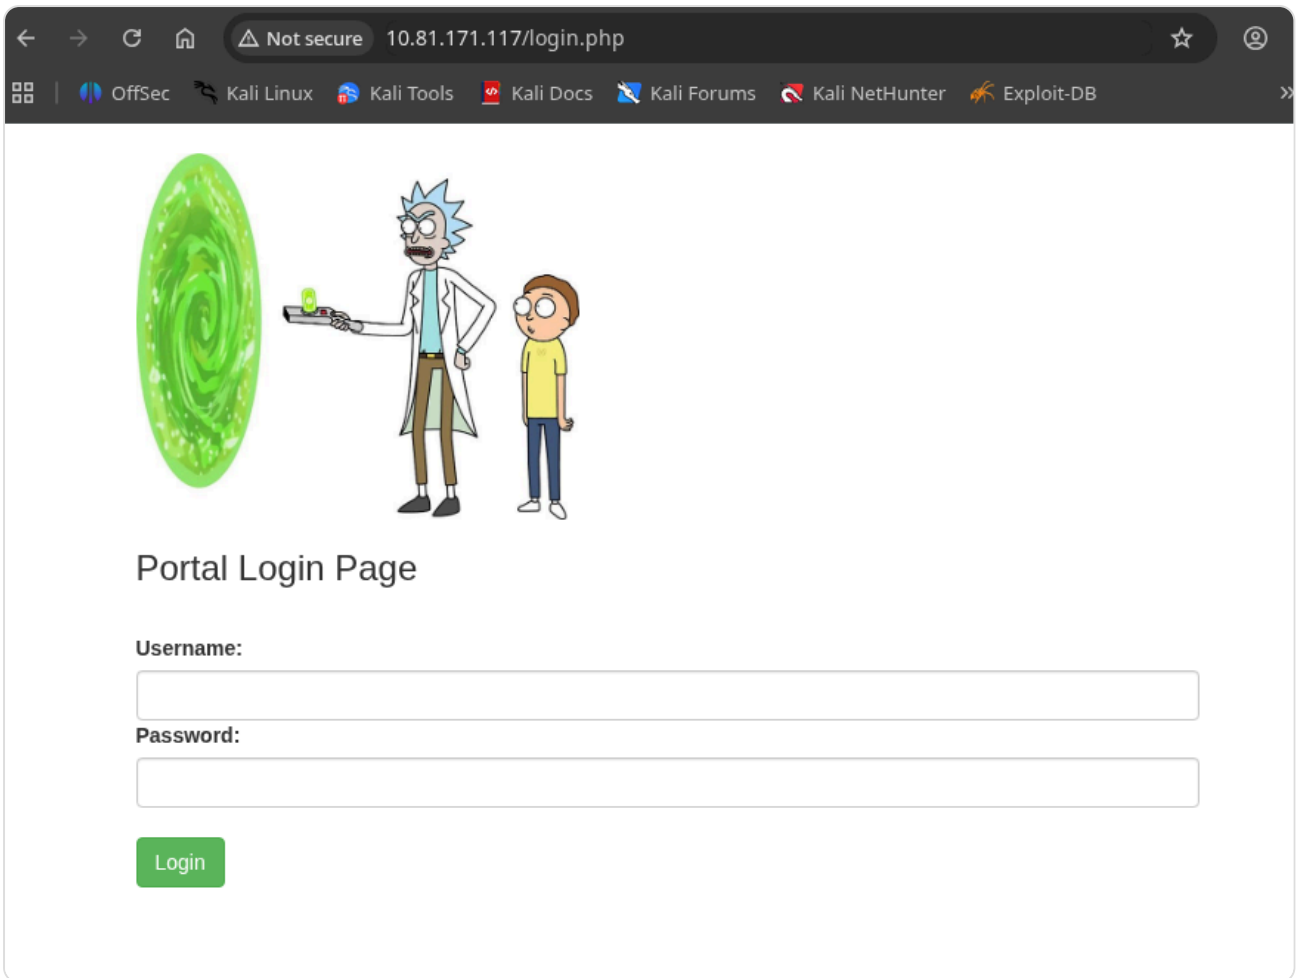 Not secure 10.81.171.117/login.php
OffSec Kali Linux Kali Tools Kali Docs Kali Forums Kali NetHunter Exploit-DB
Portal Login Page
Username:
Password:
Login